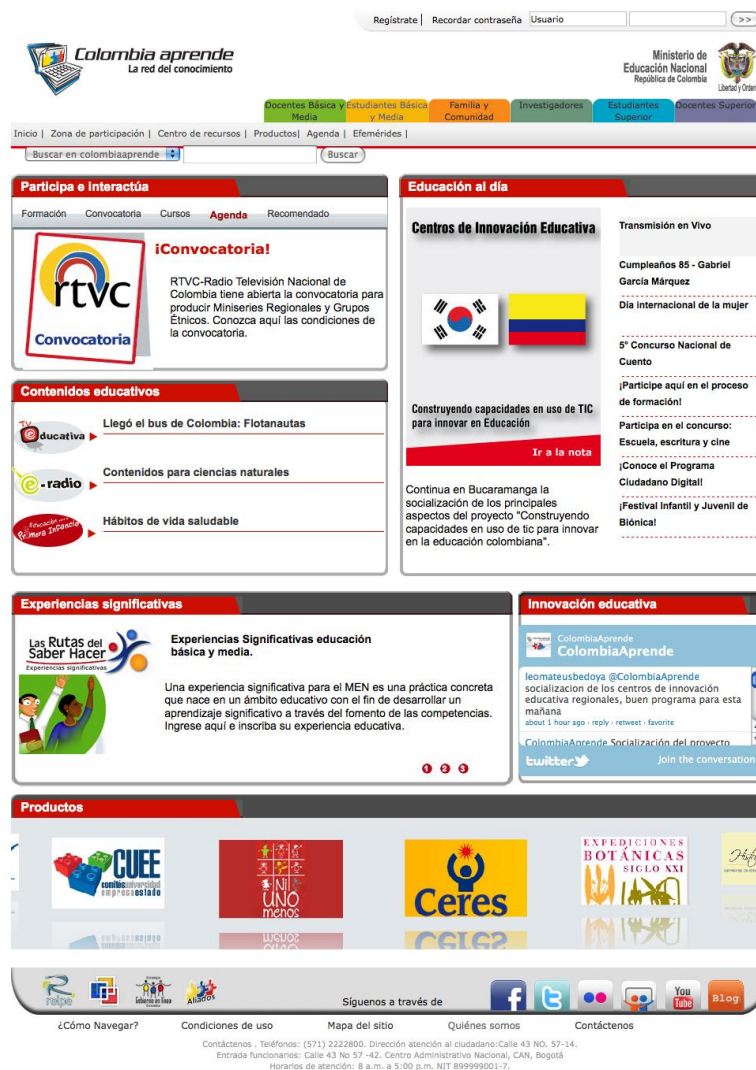 Regístrate | Recordar contraseña Usuario >>
Colombia aprende
La red del conocimiento
Ministerio de
Educación Nacional
República de Colombia
Libertad y Orden
Docentes Básica y Media
Estudiantes Básica y Media
Familia y Comunidad
Investigadores
Estudiantes Superior
Docentes Superior
Inicio | Zona de participación | Centro de recursos | Productos| Agenda | Efemérides |
Buscar en colombiaaprende Buscar
Participa e interactúa
Formación Convocatoria Cursos Agenda Recomendado
rtvc
Convocatoria
¡Convocatoria!
RTVC-Radio Televisión Nacional de
Colombia tiene abierta la convocatoria para
producir Miniseries Regionales y Grupos
Étnicos. Conozca aquí las condiciones de
la convocatoria.
Contenidos educativos
TV educativa
Llegó el bus de Colombia: Flotanautas
e-radio
Contenidos para ciencias naturales
Educación
Primera Infancia
Hábitos de vida saludable
Educación al día
Centros de Innovación Educativa
Construyendo capacidades en uso de TIC
para innovar en Educación
Ir a la nota
Continua en Bucaramanga la
socialización de los principales
aspectos del proyecto "Construyendo
capacidades en uso de tic para innovar
en la educación colombiana".
Transmisión en Vivo
Cumpleaños 85 - Gabriel
García Márquez
Día internacional de la mujer
5° Concurso Nacional de
Cuento
¡Participe aquí en el proceso
de formación!
Participa en el concurso:
Escuela, escritura y cine
¡Conoce el Programa
Ciudadano Digital!
¡Festival Infantil y Juvenil de
Biónica!
Experiencias significativas
Las Rutas del
Saber Hacer
Experiencias significativas
Experiencias Significativas educación
básica y media.
Una experiencia significativa para el MEN es una práctica concreta
que nace en un ámbito educativo con el fin de desarrollar un
aprendizaje significativo a través del fomento de las competencias.
Ingrese aquí e inscriba su experiencia educativa.
1 2 3
Innovación educativa
ColombiaAprende
ColombiaAprende
leomateusbedoya @ColombiaAprende
socializacion de los centros de innovación
educativa regionales, buen programa para esta
mañana
about 1 hour ago · reply · retweet · favorite
ColombiaAprende Socialización del proyecto
twitter Join the conversation
Productos
CUEE
comitésuniversidad
empresaestado
NI
UNO
menos
Ceres
EXPEDICIONES
BOTÁNICAS
SIGLO XXI
Relpe
Gobierno en línea
Aliados
Síguenos a través de
You
Tube
Blog
¿Cómo Navegar? Condiciones de uso Mapa del sitio Quiénes somos Contáctenos
Contáctenos . Teléfonos: (571) 2222800. Dirección atención al ciudadano:Calle 43 NO. 57-14.
Entrada funcionarios: Calle 43 No 57 -42. Centro Administrativo Nacional, CAN, Bogotá
Horarios de atención: 8 a.m. a 5:00 p.m. NIT 899999001-7.